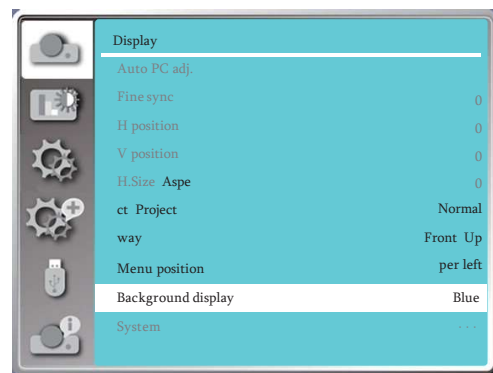 Display
Auto PC adj.
Fine sync 0
H position 0
V position 0
H.Size Aspe 0
ct Project Normal
way Front Up
Menu position per left
Background display Blue
System ...